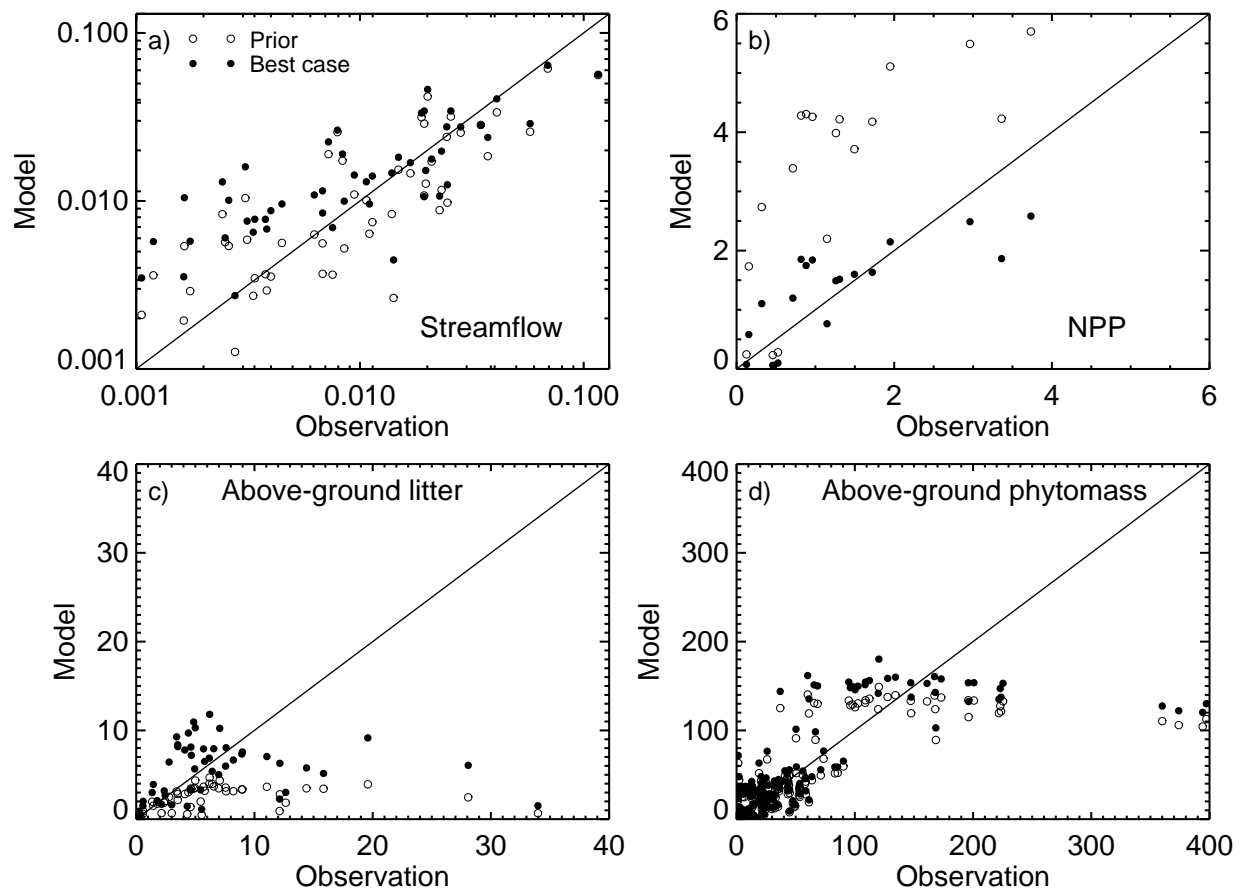 a)
Prior
Best case
0.100
0.010
0.001
Model
Streamflow
0.001
0.010
0.100
Observation
b)
6
4
2
0
Model
NPP
0
2
4
6
Observation
c)
Above-ground litter
40
30
20
10
0
Model
0
10
20
30
40
Observation
d)
Above-ground phytomass
400
300
200
100
0
Model
0
100
200
300
400
Observation